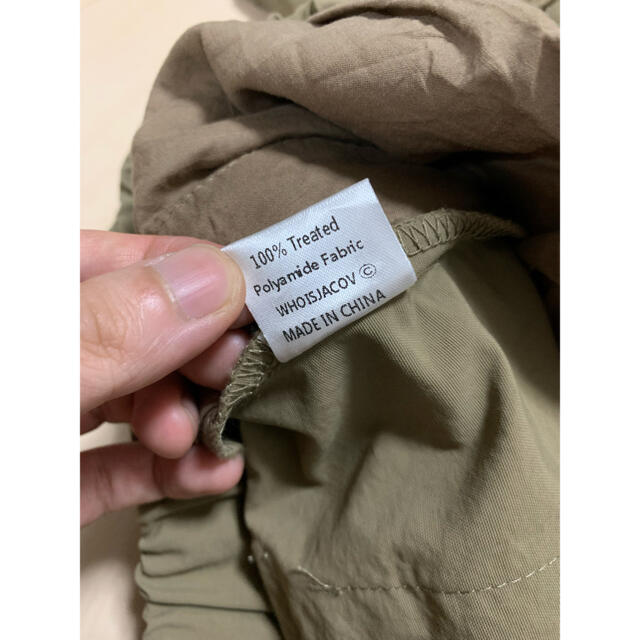 100% Treated
Polyamide Fabric
WHOISJACOV ©
MADE IN CHINA